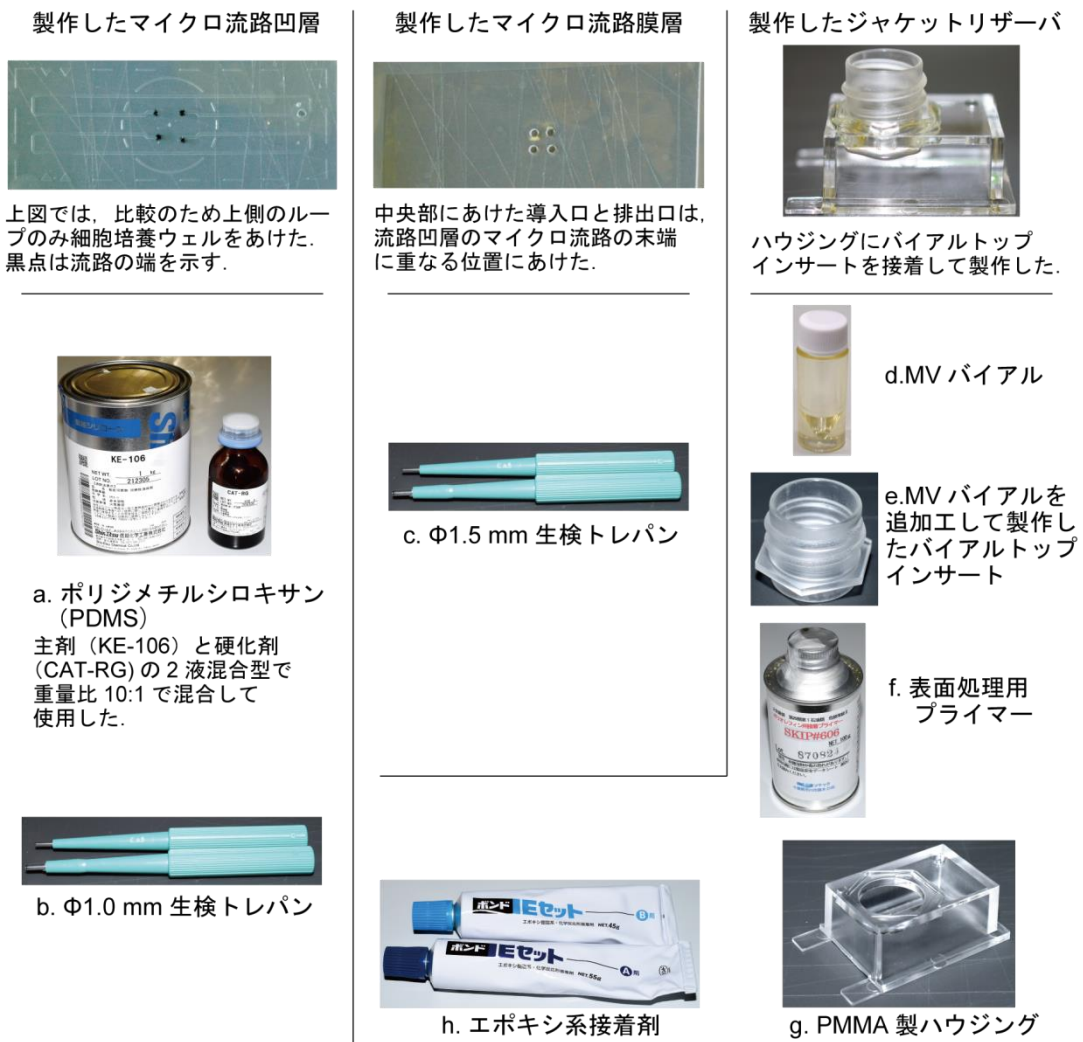 製作したマイクロ流路凹層
上図では，比較のため上側のルー
プのみ細胞培養ウェルをあけた．
黒点は流路の端を示す．
KE-106
NET WT. 1
LOT NO. 212305
CAT-RG
a. ポリジメチルシロキサン
（PDMS）
主剤（KE-106）と硬化剤
（CAT-RG) の 2 液混合型で
重量比 10:1 で混合して
使用した．
b. Φ1.0 mm 生検トレパン
製作したマイクロ流路膜層
中央部にあけた導入口と排出口は，
流路凹層のマイクロ流路の末端
に重なる位置にあけた．
c. Φ1.5 mm 生検トレパン
製作したジャケットリザーバ
ハウジングにバイアルトップ
インサートを接着して製作した．
d.MV バイアル
e.MV バイアルを
追加工して製作し
たバイアルトップ
インサート
SKIP#606
f. 表面処理用
プライマー
ボンド Eセット B剤
NET.45g
ボンド Eセット A剤
NET.55g
h. エポキシ系接着剤
g. PMMA 製ハウジング